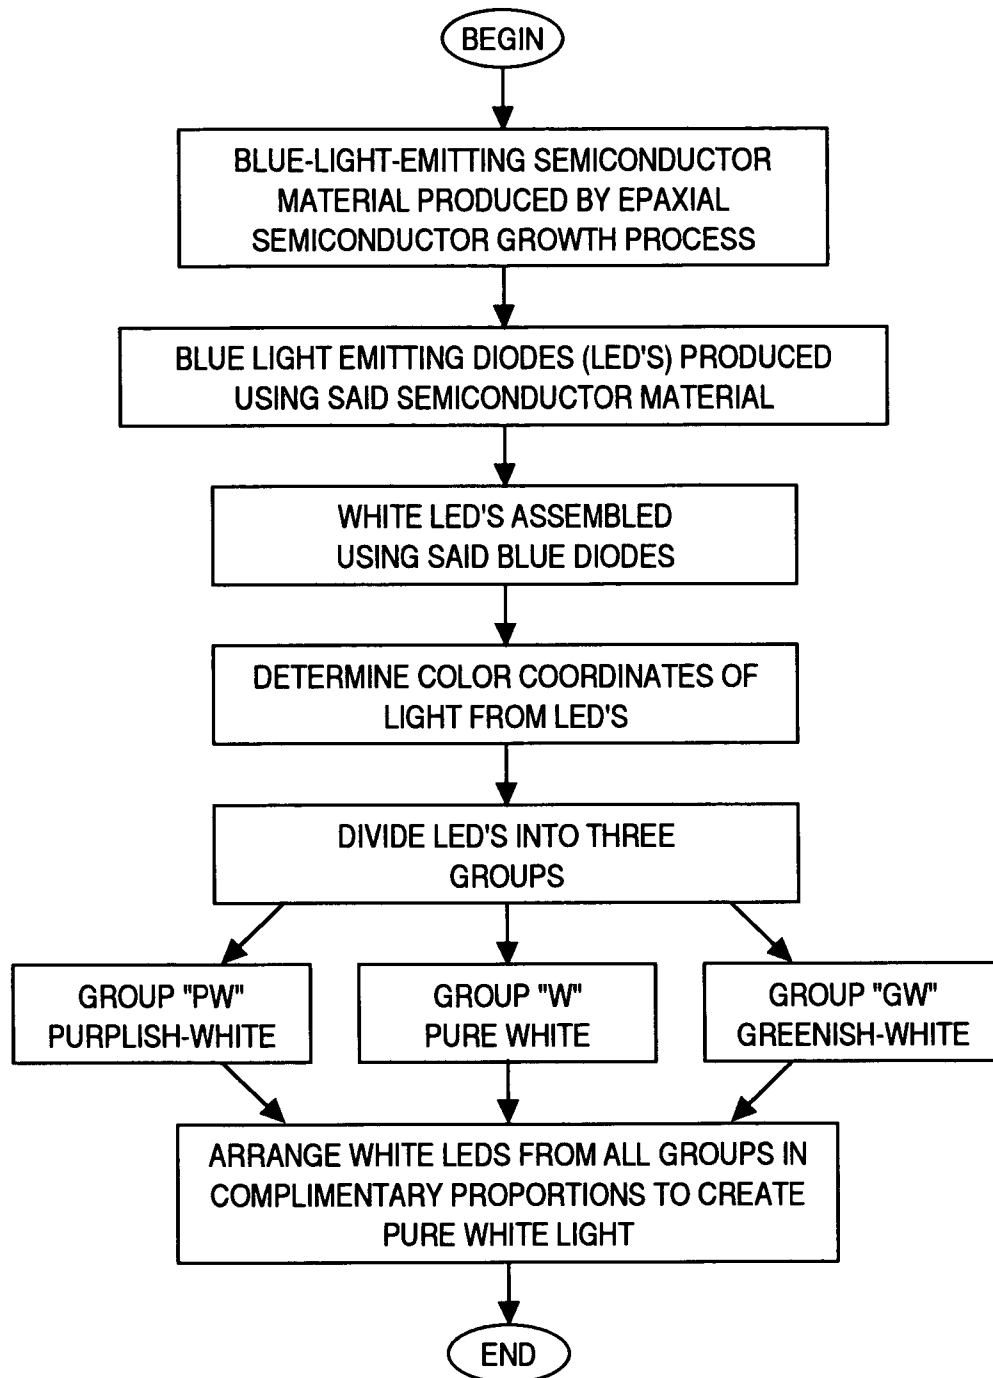 BEGIN
BLUE-LIGHT-EMITTING SEMICONDUCTOR
MATERIAL PRODUCED BY EPAXIAL
SEMICONDUCTOR GROWTH PROCESS
BLUE LIGHT EMITTING DIODES (LED'S) PRODUCED
USING SAID SEMICONDUCTOR MATERIAL
WHITE LED'S ASSEMBLED
USING SAID BLUE DIODES
DETERMINE COLOR COORDINATES OF
LIGHT FROM LED'S
DIVIDE LED'S INTO THREE
GROUPS
GROUP "PW"
PURPLISH-WHITE
GROUP "W"
PURE WHITE
GROUP "GW"
GREENISH-WHITE
ARRANGE WHITE LEDS FROM ALL GROUPS IN
COMPLIMENTARY PROPORTIONS TO CREATE
PURE WHITE LIGHT
END